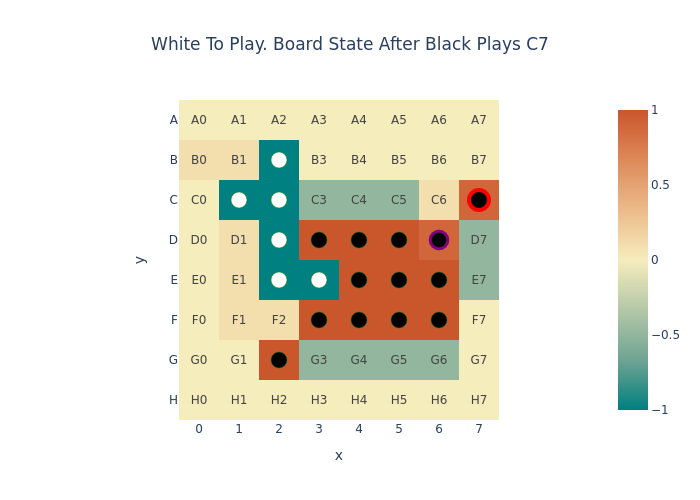 White To Play. Board State After Black Plays C7
A A0 A1 A2 A3 A4 A5 A6 A7
B B0 B1 B3 B4 B5 B6 B7
C C0 C3 C4 C5 C6
D D0 D1 D7
E E0 E1 E7
F F0 F1 F2 F7
G G0 G1 G3 G4 G5 G6 G7
H H0 H1 H2 H3 H4 H5 H6 H7
0 1 2 3 4 5 6 7
x
y
1
0.5
0
−0.5
−1